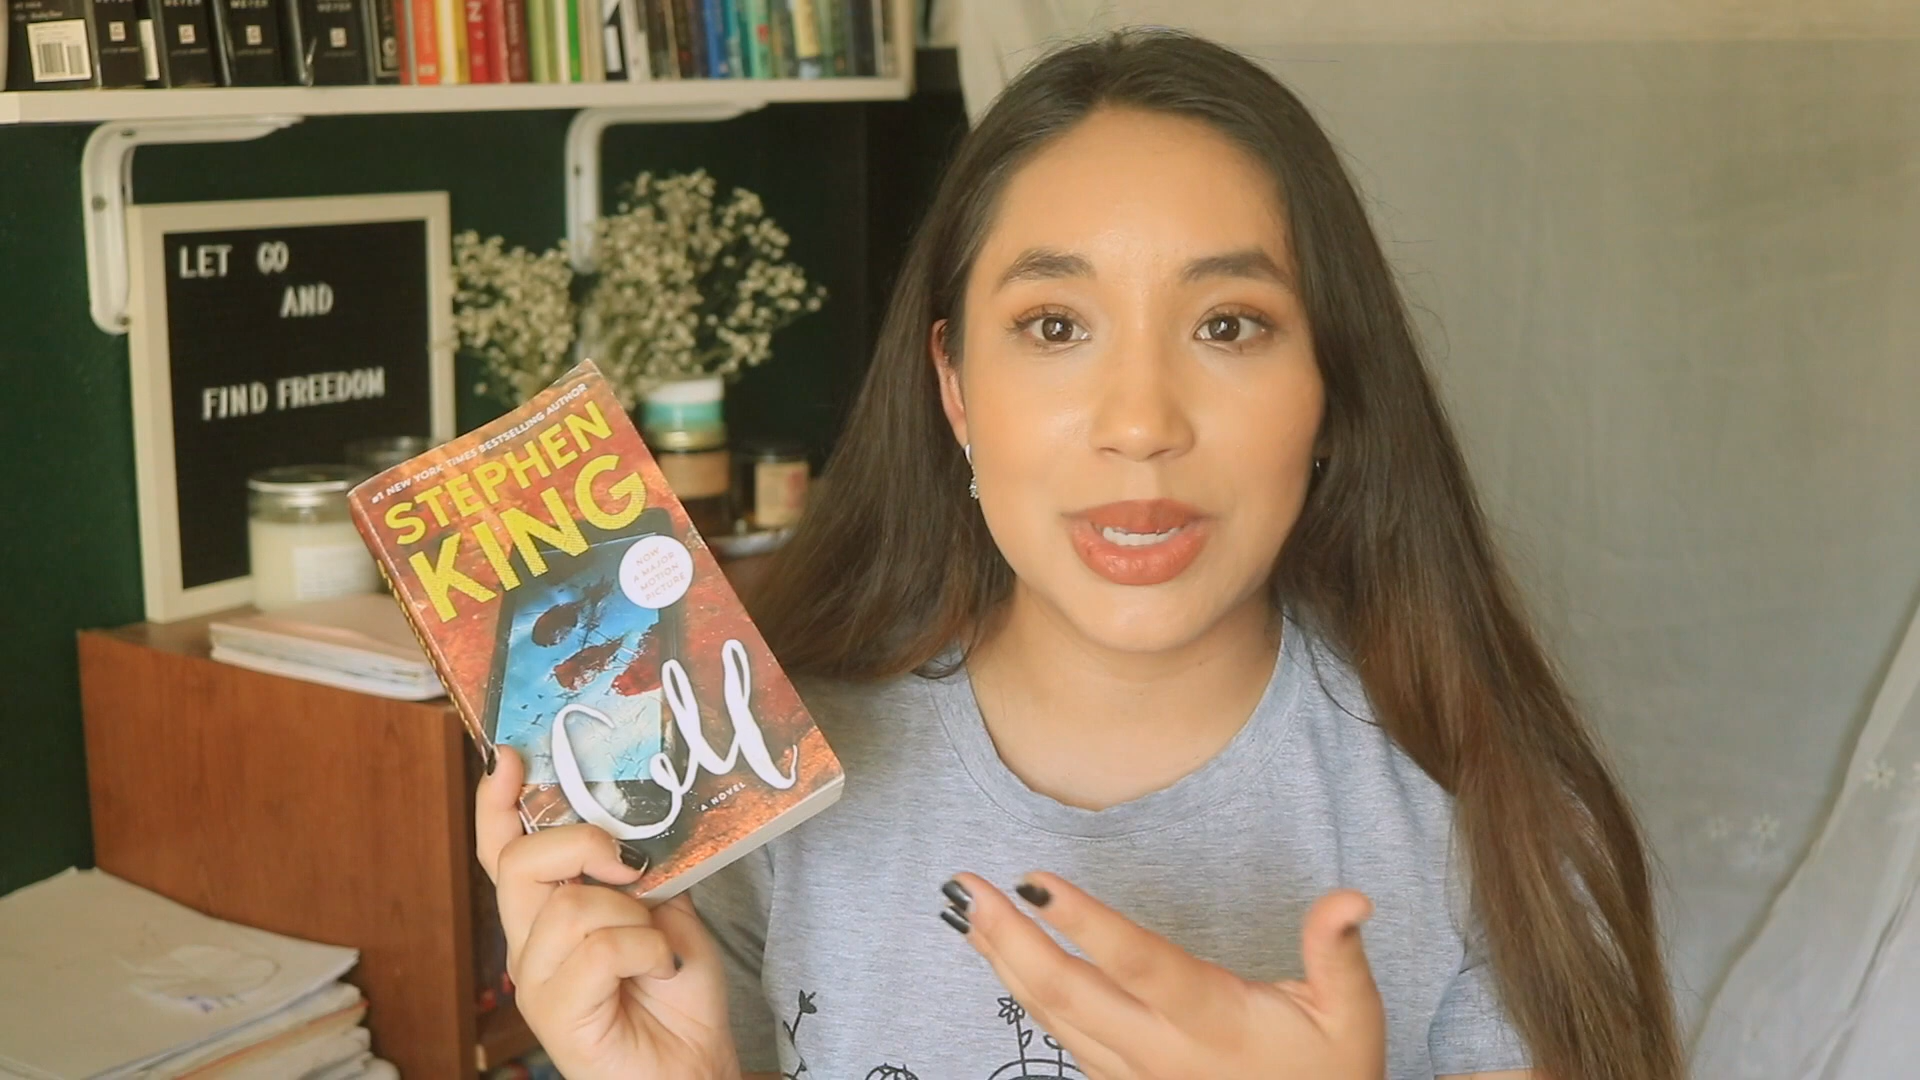 MEYER
LET GO
AND
FIND FREEDOM
#1 NEW YORK TIMES BESTSELLING AUTHOR
STEPHEN
KING
NOW
A MAJOR
MOTION
PICTURE
Cell
A NOVEL